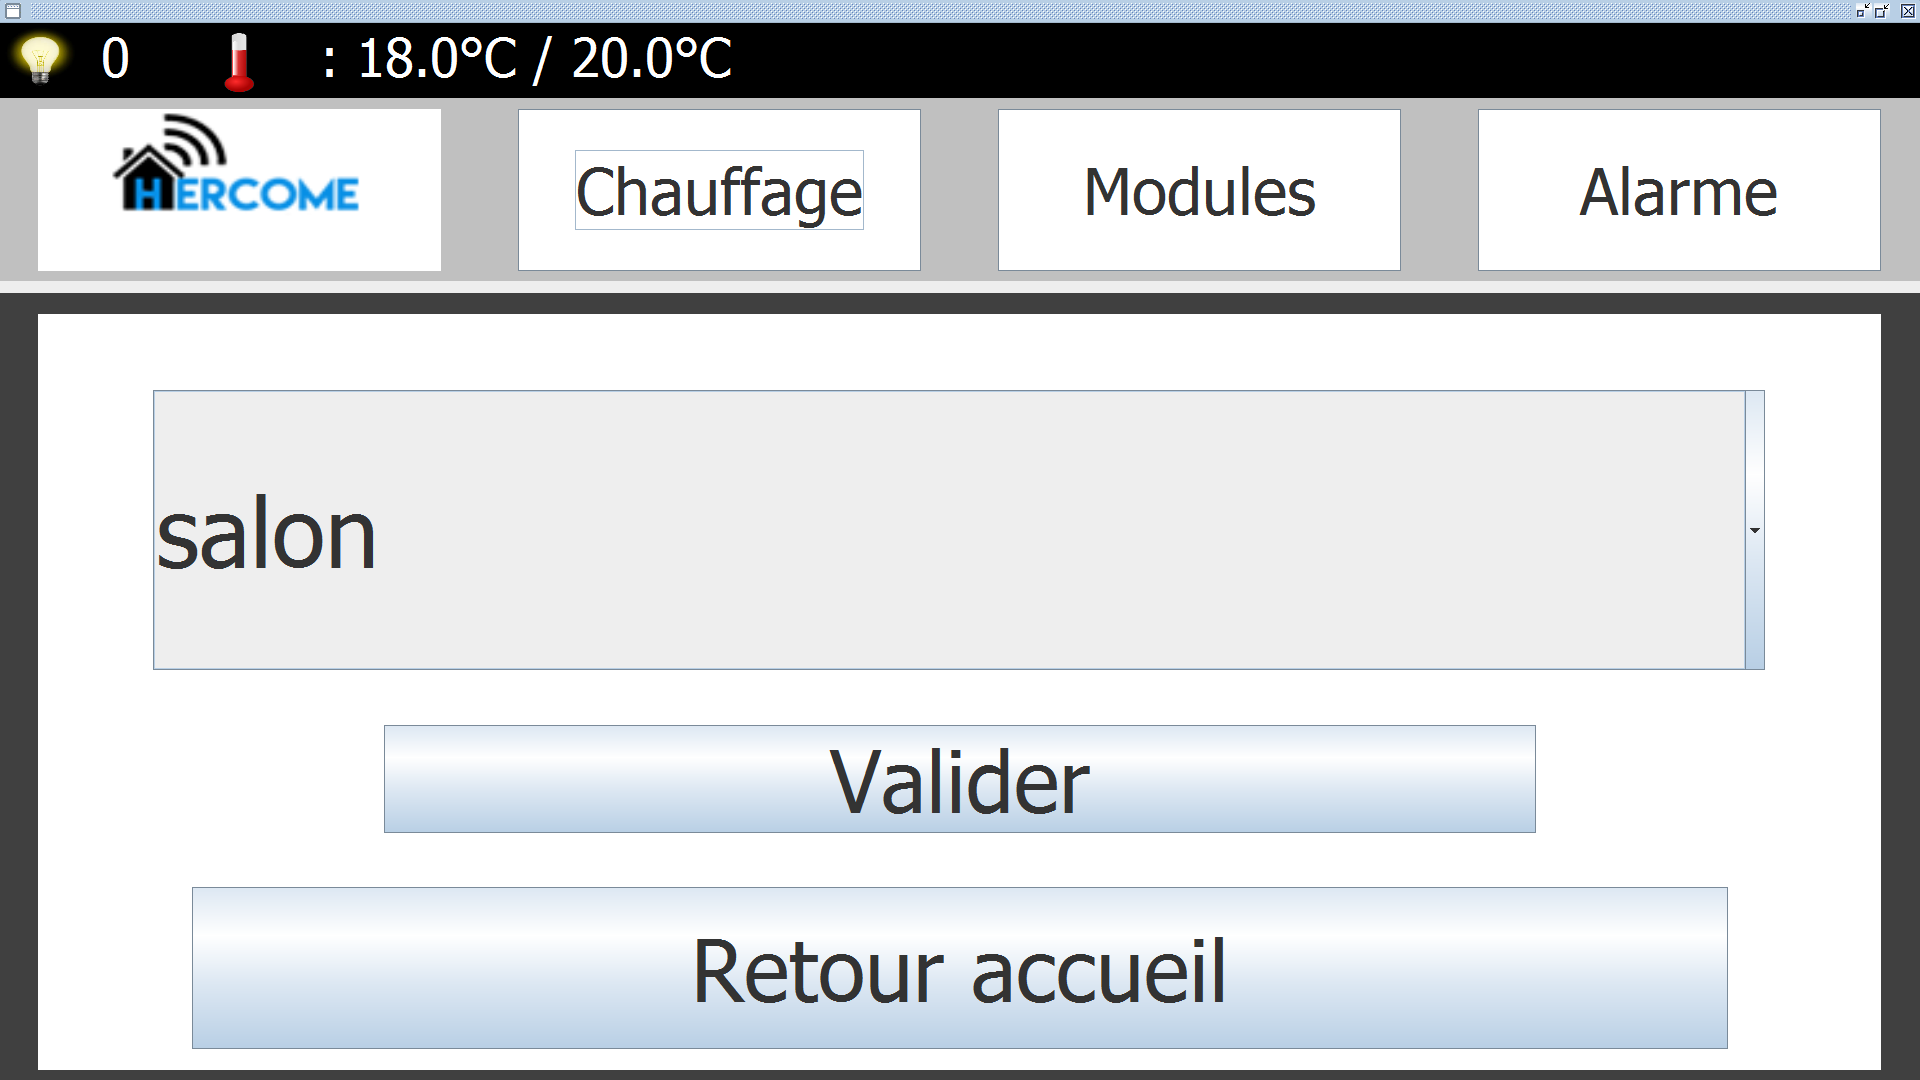 0 : 18.0°C / 20.0°C
HERCOME Chauffage Modules Alarme
salon
Valider
Retour accueil